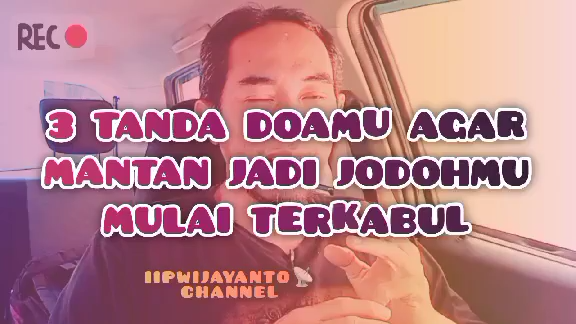 REC
3 TANDA DOAMU AGAR
MANTAN JADI JODOHMU
MULAI TERKABUL
IIPWIJAYANTO
CHANNEL